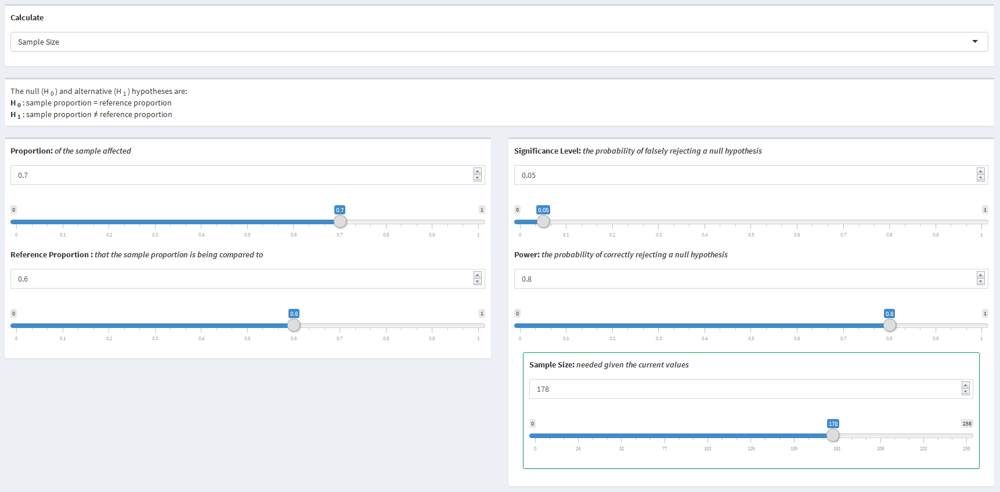 Calculate
Sample Size
The null (H 0 ) and alternative (H 1 ) hypotheses are:
H 0 : sample proportion = reference proportion
H 1 : sample proportion ≠ reference proportion
Proportion: of the sample affected
0.7
0 0.7 1
0 0.1 0.2 0.3 0.4 0.5 0.6 0.7 0.8 0.9 1
Reference Proportion : that the sample proportion is being compared to
0.6
0 0.6 1
0 0.1 0.2 0.3 0.4 0.5 0.6 0.7 0.8 0.9 1
Significance Level: the probability of falsely rejecting a null hypothesis
0.05
0 0.05 1
0 0.1 0.2 0.3 0.4 0.5 0.6 0.7 0.8 0.9 1
Power: the probability of correctly rejecting a null hypothesis
0.8
0 0.8 1
0 0.1 0.2 0.3 0.4 0.5 0.6 0.7 0.8 0.9 1
Sample Size: needed given the current values
178
0 178 258
0 26 52 77 103 129 155 181 206 232 258